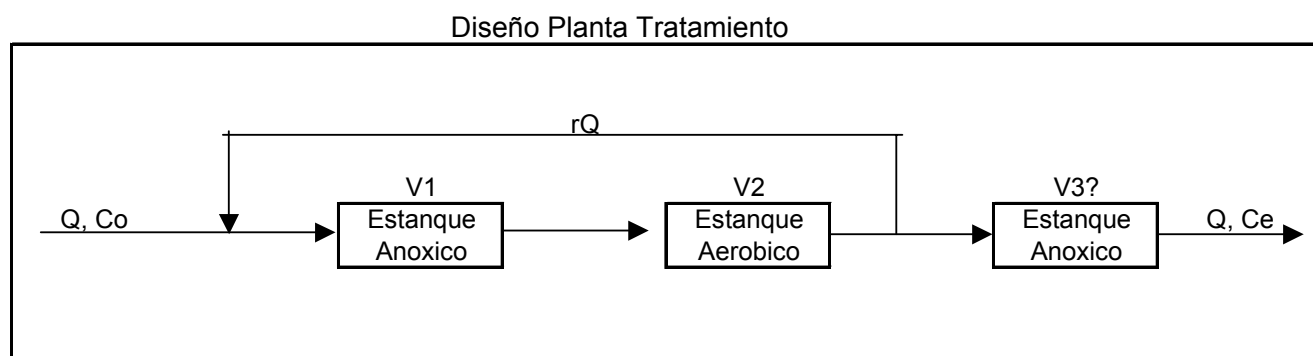 Diseño Planta Tratamiento
rQ
V1
V2
V3?
Q, Co
Estanque
Anoxico
Estanque
Aerobico
Estanque
Anoxico
Q, Ce